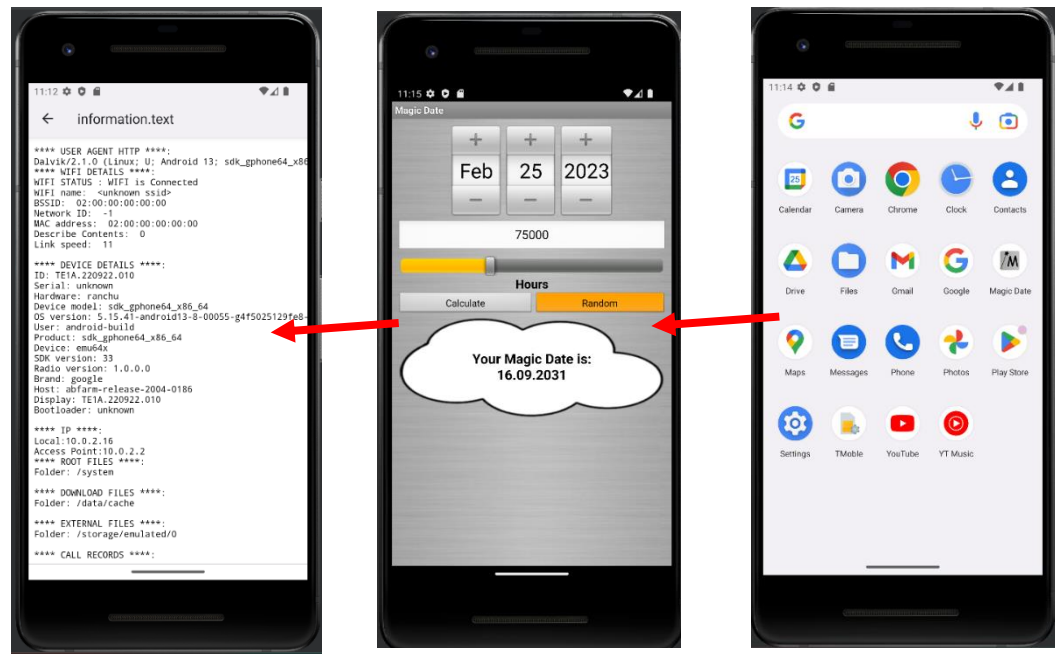 11:12
information.text
**** USER AGENT HTTP ****:
Dalvik/2.1.0 (Linux; U; Android 13; sdk_gphone64_x86
**** WIFI DETAILS ****:
WIFI STATUS : WIFI is Connected
WIFI name: <unknown ssid>
BSSID: 02:00:00:00:00:00
Network ID: -1
MAC address: 02:00:00:00:00:00
Describe Contents: 0
Link speed: 11
**** DEVICE DETAILS ****:
ID: TE1A.220922.010
Serial: unknown
Hardware: ranchu
Device model: sdk_gphone64_x86_64
OS version: 5.15.41-android13-8-00055-g4f5025129fe8-
User: android-build
Product: sdk_gphone64_x86_64
Device: emu64x
SDK version: 33
Radio version: 1.0.0.0
Brand: google
Host: abfarm-release-2004-0186
Display: TE1A.220922.010
Bootloader: unknown
**** IP ****:
Local:10.0.2.16
Access Point:10.0.2.2
**** ROOT FILES ****:
Folder: /system
**** DOWNLOAD FILES ****:
Folder: /data/cache
**** EXTERNAL FILES ****:
Folder: /storage/emulated/0
**** CALL RECORDS ****:
11:15
Magic Date
+ + +
Feb 25 2023
- - -
75000
Hours
Calculate Random
Your Magic Date is:
16.09.2031
11:14
G
25
Calendar Camera Chrome Clock Contacts
Drive Files Gmail Google Magic Date
Maps Messages Phone Photos Play Store
Settings TMoble YouTube YT Music